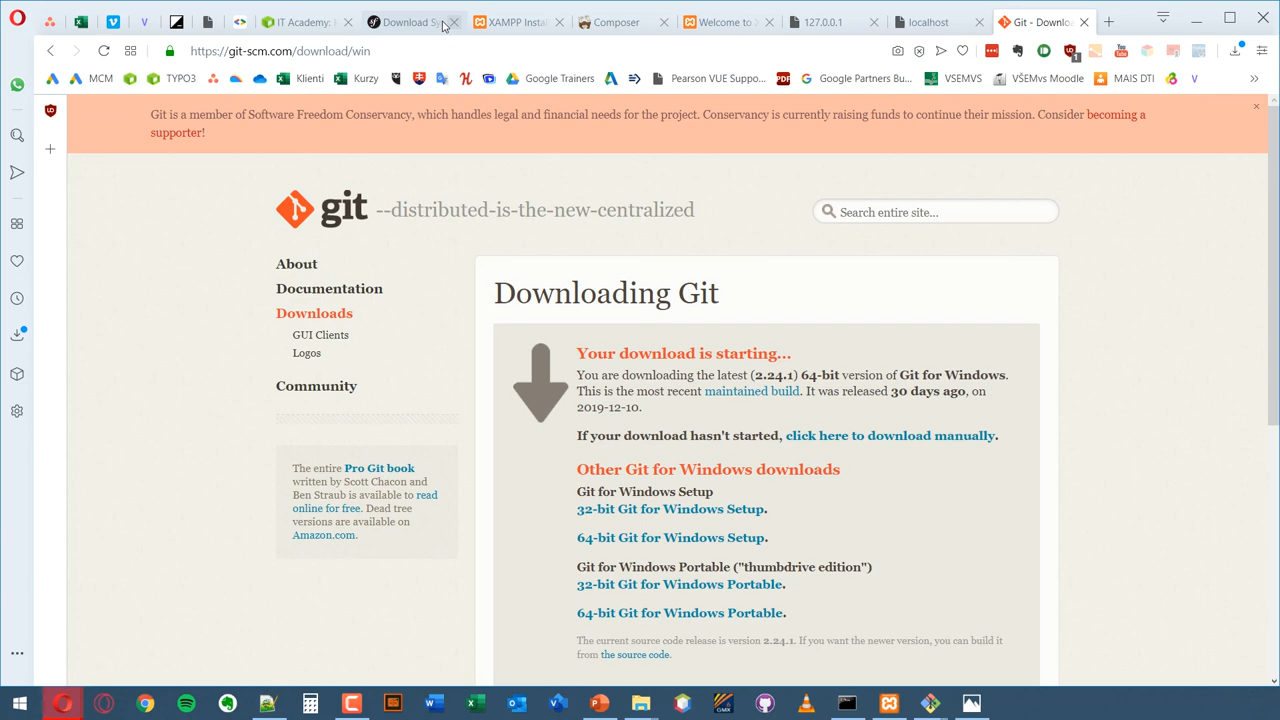 IT Academy:
Download Sy
XAMPP Insta
Composer
Welcome to X
127.0.0.1
localhost
Git - Downlo
https://git-scm.com/download/win
MCM
TYPO3
Klienti
Kurzy
Google Trainers
Pearson VUE Suppo...
Google Partners Bu...
VSEMVS
VŠEMvs Moodle
MAIS DTI
Git is a member of Software Freedom Conservancy, which handles legal and financial needs for the project. Conservancy is currently raising funds to continue their mission. Consider becoming a
supporter!
git --distributed-is-the-new-centralized
Search entire site...
About
Documentation
Downloads
GUI Clients
Logos
Community
The entire Pro Git book
written by Scott Chacon and
Ben Straub is available to read
online for free. Dead tree
versions are available on
Amazon.com.
Downloading Git
Your download is starting...
You are downloading the latest (2.24.1) 64-bit version of Git for Windows.
This is the most recent maintained build. It was released 30 days ago, on
2019-12-10.
If your download hasn't started, click here to download manually.
Other Git for Windows downloads
Git for Windows Setup
32-bit Git for Windows Setup.
64-bit Git for Windows Setup.
Git for Windows Portable ("thumbdrive edition")
32-bit Git for Windows Portable.
64-bit Git for Windows Portable.
The current source code release is version 2.24.1. If you want the newer version, you can build it
from the source code.